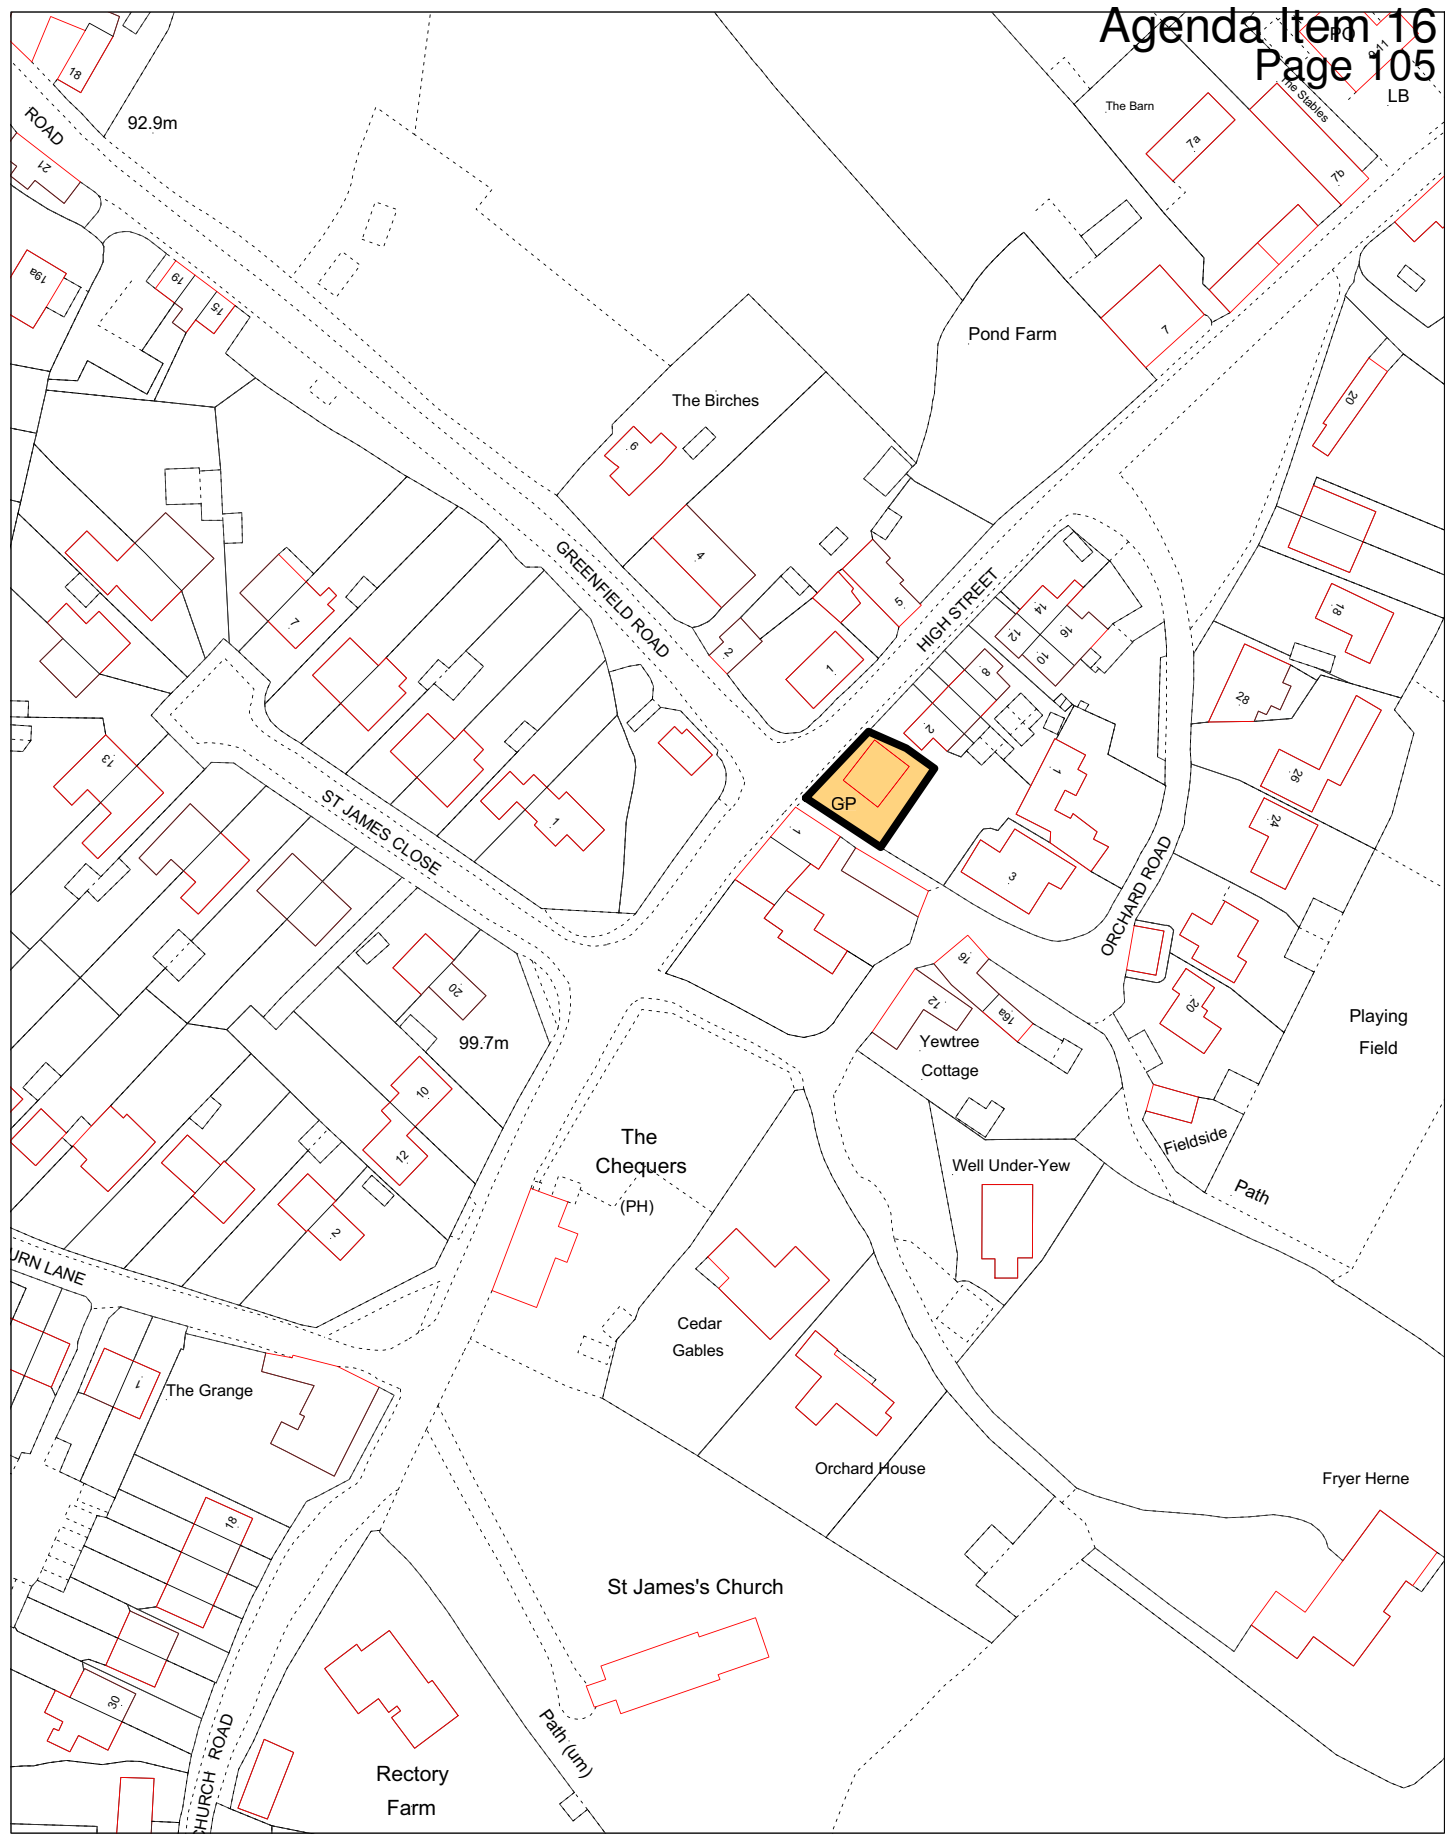 Agenda Item 16
Page 105
PO
9-11
LB
The Stables
The Barn
7a
7b
7
18
ROAD
92.9m
21
19a
19
15
Pond Farm
20
The Birches
6
4
GREENFIELD ROAD
HIGH STREET
5
2
1
14
12
16
10
8
2
18
28
26
24
7
13
1
ST JAMES CLOSE
GP
1
1
3
ORCHARD ROAD
20
99.7m
10
12
2
16
16a
12
Yewtree
Cottage
20
Playing
Field
Fieldside
Path
The
Chequers
(PH)
Well Under-Yew
URN LANE
1
The Grange
Cedar
Gables
Orchard House
Fryer Herne
18
30
St James's Church
Path (um)
Rectory
Farm
CHURCH ROAD